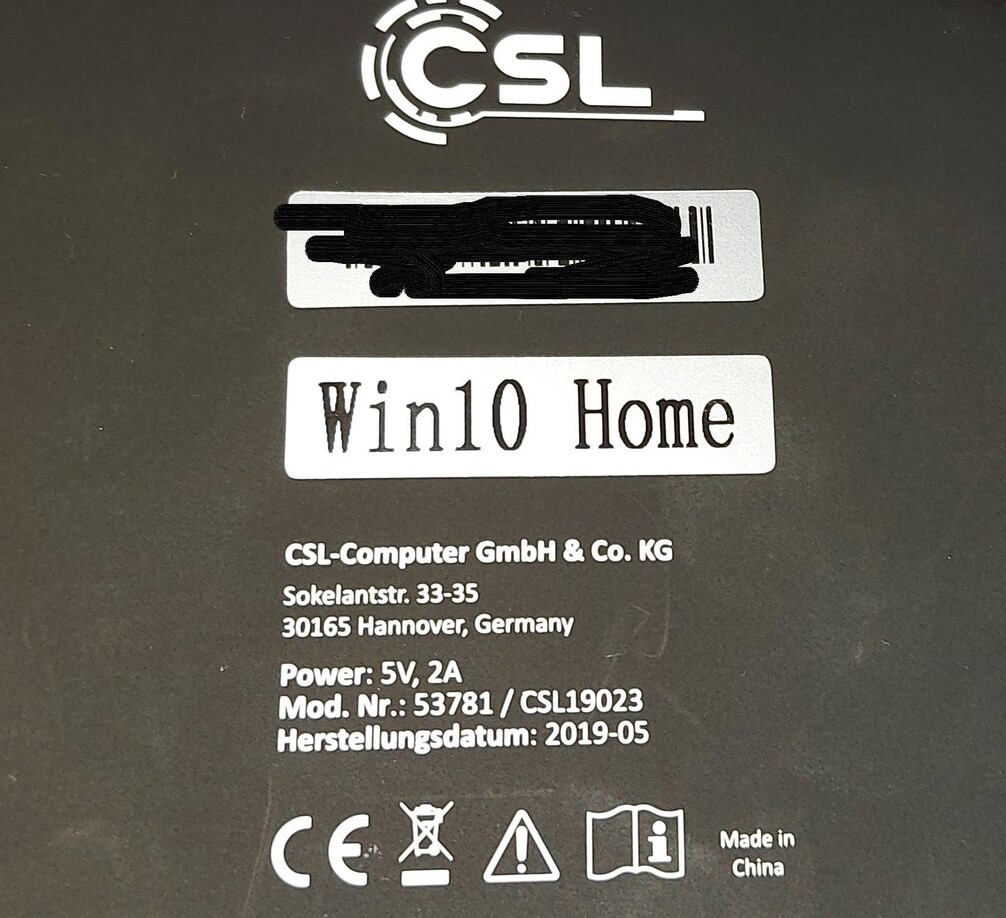 CSL
Win10 Home
CSL-Computer GmbH & Co. KG
Sokelantstr. 33-35
30165 Hannover, Germany
Power: 5V, 2A
Mod. Nr.: 53781 / CSL19023
Herstellungsdatum: 2019-05
CE
Made in
China